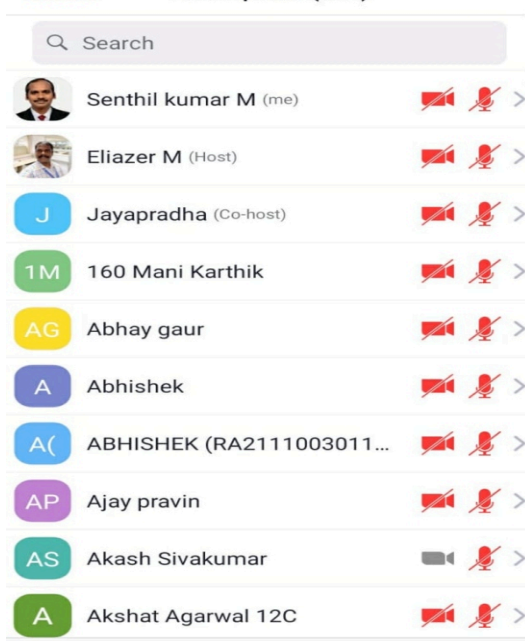 Search
Senthil kumar M (me)
Eliazer M (Host)
J Jayapradha (Co-host)
1M 160 Mani Karthik
AG Abhay gaur
A Abhishek
A( ABHISHEK (RA2111003011...
AP Ajay pravin
AS Akash Sivakumar
A Akshat Agarwal 12C